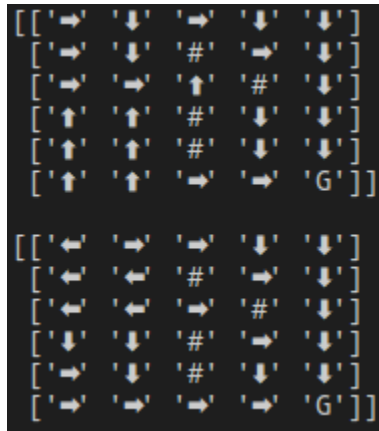 [['➡' '⬇' '➡' '⬇' '⬇']
 ['➡' '⬇' '#' '➡' '⬇']
 ['➡' '➡' '⬆' '#' '⬇']
 ['⬆' '⬆' '#' '⬇' '⬇']
 ['⬆' '⬆' '#' '⬇' '⬇']
 ['⬆' '⬆' '➡' '➡' 'G']]
[['⬅' '➡' '➡' '⬇' '⬇']
 ['⬅' '⬅' '#' '➡' '⬇']
 ['⬅' '⬅' '➡' '#' '⬇']
 ['⬇' '⬇' '#' '➡' '⬇']
 ['➡' '⬇' '#' '⬇' '⬇']
 ['➡' '➡' '➡' '➡' 'G']]